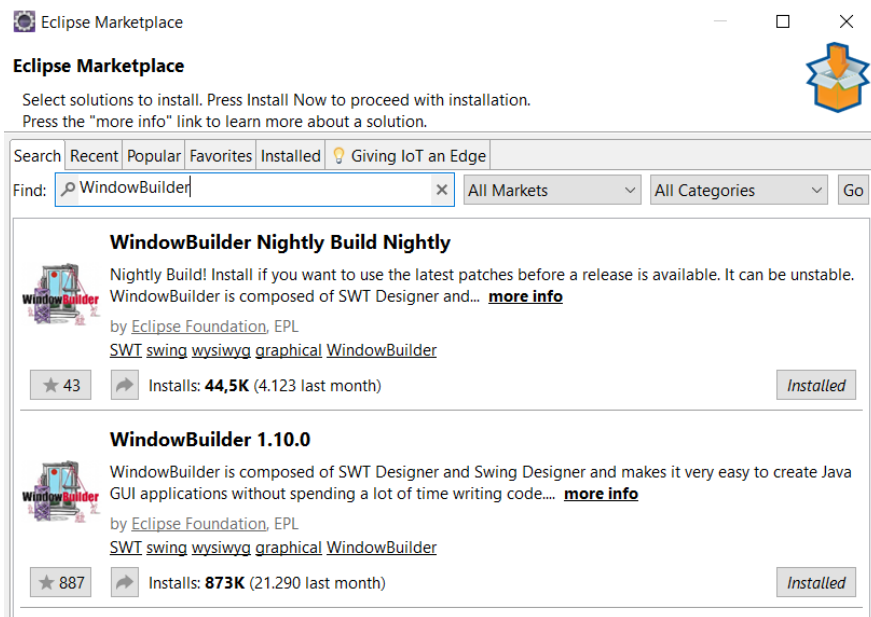 Eclipse Marketplace
Eclipse Marketplace
Select solutions to install. Press Install Now to proceed with installation.
Press the "more info" link to learn more about a solution.
Search Recent Popular Favorites Installed Giving IoT an Edge
Find: WindowBuilder All Markets All Categories Go
WindowBuilder Nightly Build Nightly
Nightly Build! Install if you want to use the latest patches before a release is available. It can be unstable.
WindowBuilder is composed of SWT Designer and... more info
WindowBuilder
by Eclipse Foundation, EPL
SWT swing wysiwyg graphical WindowBuilder
43 Installs: 44,5K (4.123 last month) Installed
WindowBuilder 1.10.0
WindowBuilder is composed of SWT Designer and Swing Designer and makes it very easy to create Java
GUI applications without spending a lot of time writing code.... more info
WindowBuilder
by Eclipse Foundation, EPL
SWT swing wysiwyg graphical WindowBuilder
887 Installs: 873K (21.290 last month) Installed